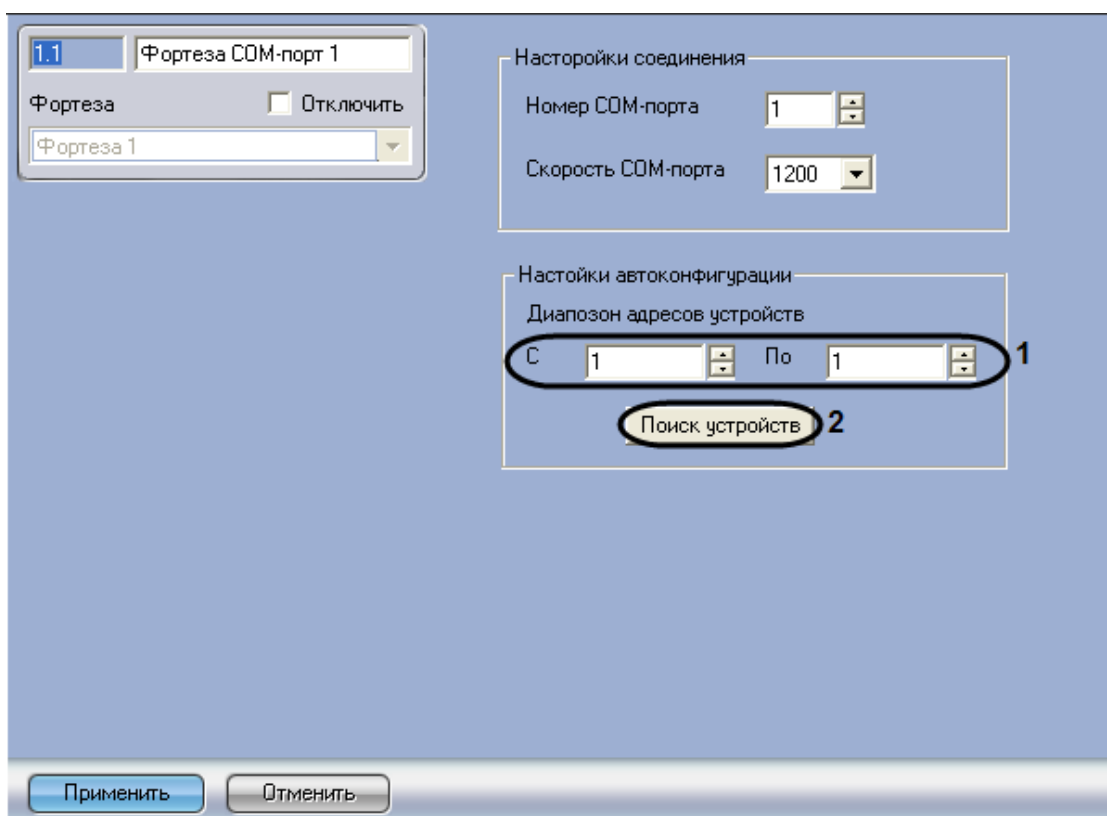 1.1 Фортеза COM-порт 1
Фортеза Отключить
Фортеза 1
Насторойки соединения
Номер COM-порта 1
Скорость COM-порта 1200
Настойки автоконфигурации
Диапозон адресов устройств
С 1 По 1 1
Поиск устройств 2
Применить Отменить